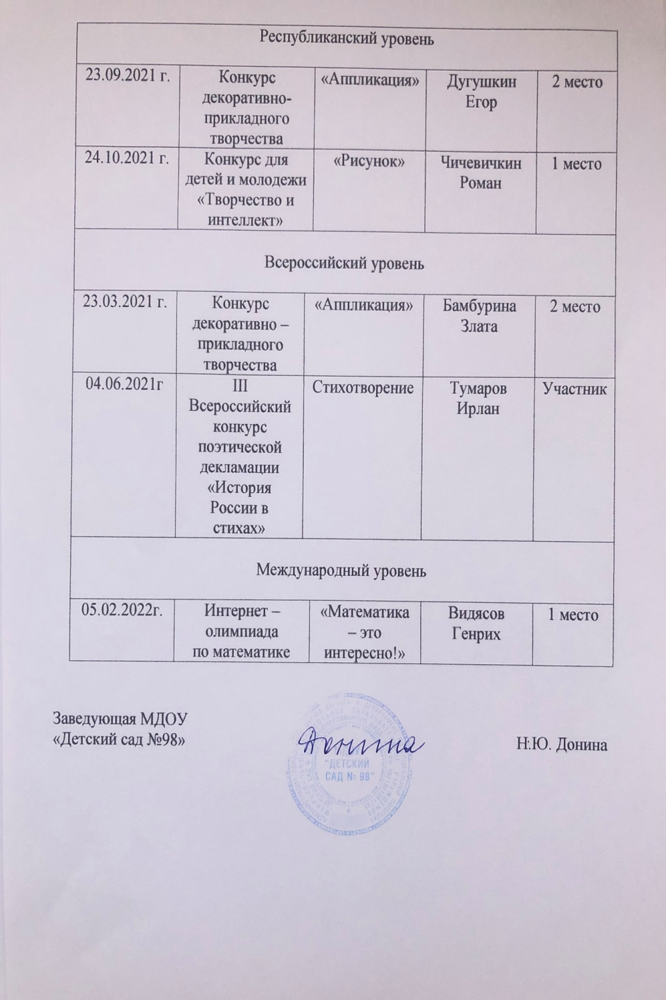 Республиканский уровень
23.09.2021 г.
Конкурс
декоративно-
прикладного
творчества
«Аппликация»
Дугушкин
Егор
2 место
24.10.2021 г.
Конкурс для
детей и молодежи
«Творчество и
интеллект»
«Рисунок»
Чичевичкин
Роман
1 место
Всероссийский уровень
23.03.2021 г.
Конкурс
декоративно –
прикладного
творчества
«Аппликация»
Бамбурина
Злата
2 место
04.06.2021г
III
Всероссийский
конкурс
поэтической
декламации
«История
России в
стихах»
Стихотворение
Тумаров
Ирлан
Участник
Международный уровень
05.02.2022г.
Интернет –
олимпиада
по математике
«Математика
– это
интересно!»
Видясов
Генрих
1 место
Заведующая МДОУ
«Детский сад №98»
Донина
Н.Ю. Донина
"ДЕТСКИЙ
САД № 98"